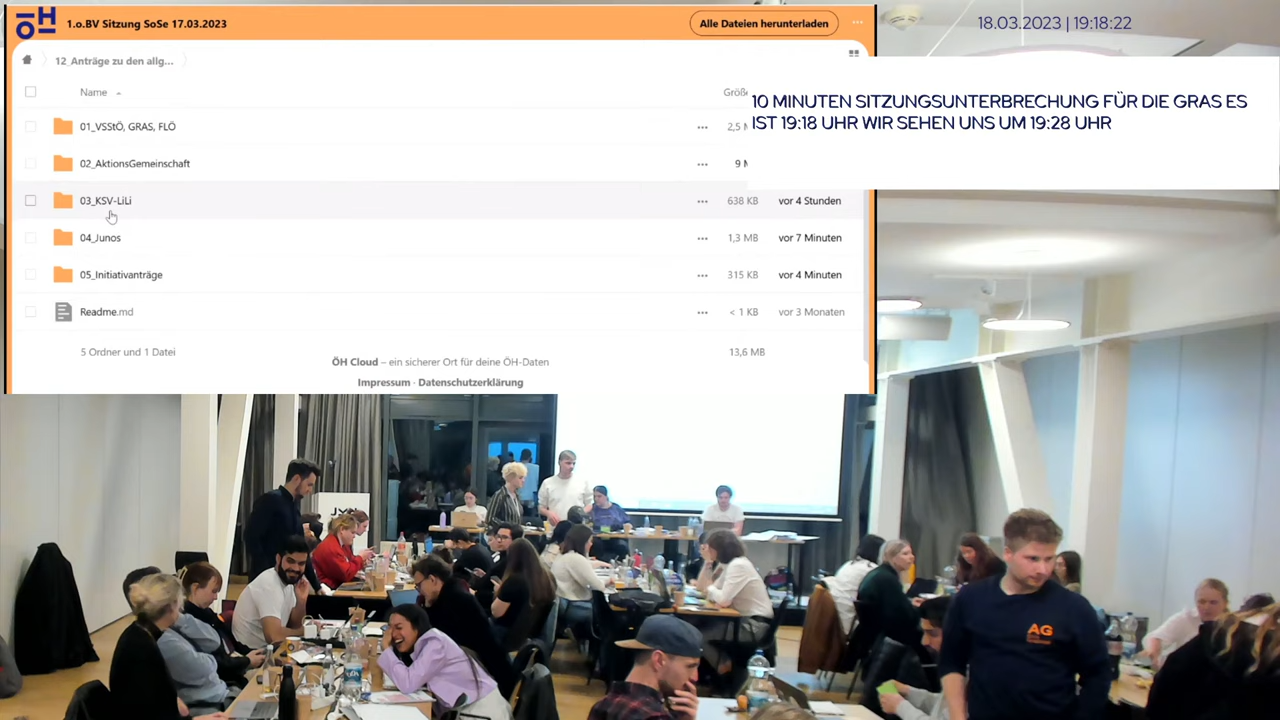 ÖH
1.o.BV Sitzung SoSe 17.03.2023
Alle Dateien herunterladen
18.03.2023 | 19:18:22
12_Anträge zu den allg...
Name
10 MINUTEN SITZUNGSUNTERBRECHUNG FÜR DIE GRAS ES
IST 19:18 UHR WIR SEHEN UNS UM 19:28 UHR
01_VSStÖ, GRAS, FLÖ
02_AktionsGemeinschaft
03_KSV-LiLi 638 KB vor 4 Stunden
04_Junos 1,3 MB vor 7 Minuten
05_Initiativanträge 315 KB vor 4 Minuten
Readme.md < 1 KB vor 3 Monaten
5 Ordner und 1 Datei 13,6 MB
ÖH Cloud – ein sicherer Ort für deine ÖH-Daten
Impressum · Datenschutzerklärung
AG